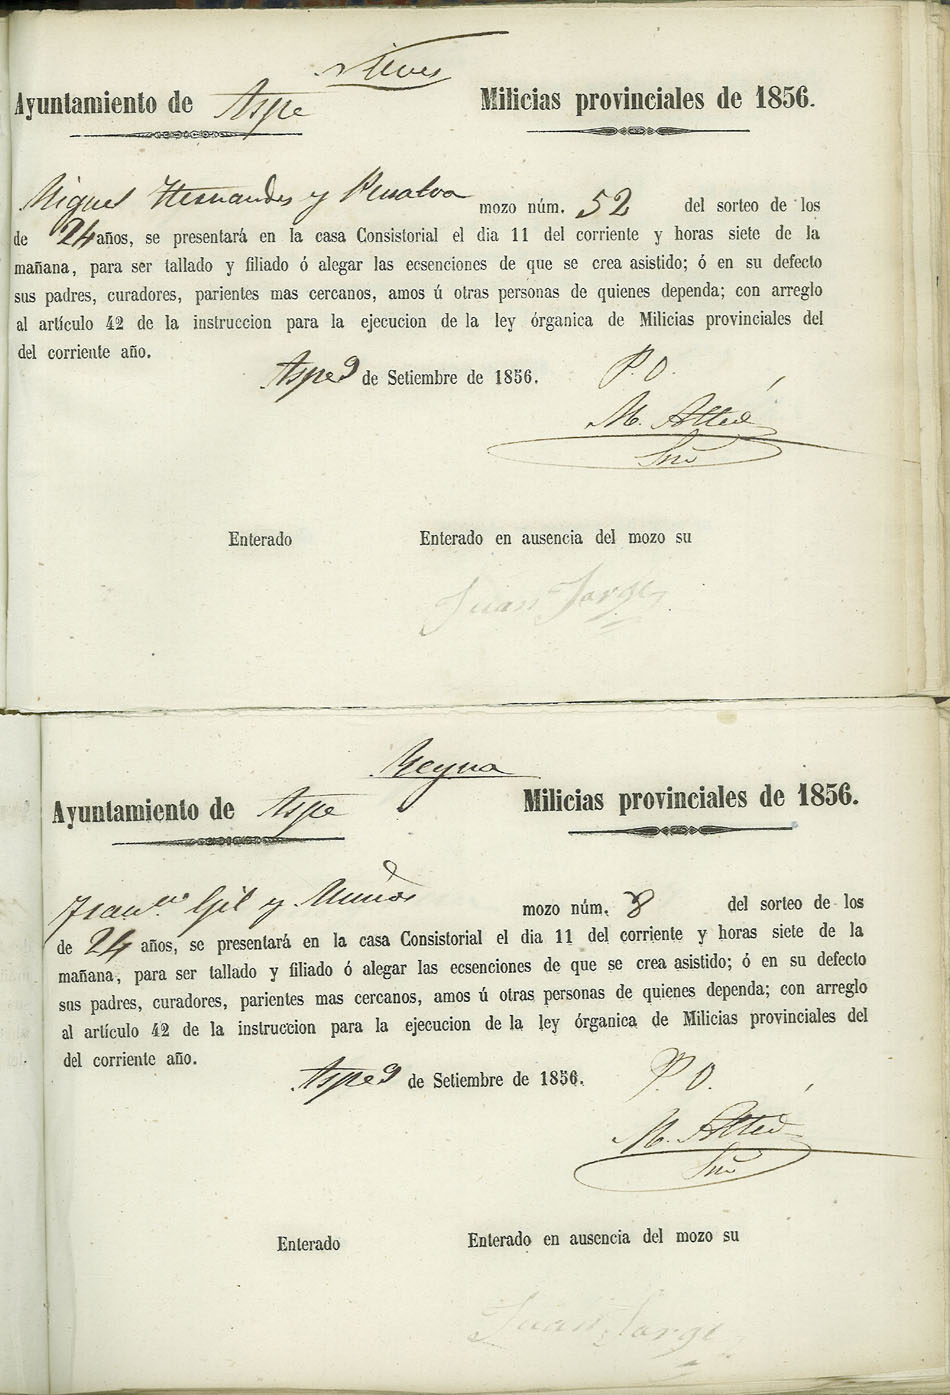 Nieves
Ayuntamiento de Aspe Milicias provinciales de 1856.
Miguel Hernandes y Penalva mozo núm. 52 del sorteo de los
de 24 años, se presentará en la casa Consistorial el dia 11 del corriente y horas siete de la
mañana, para ser tallado y filiado ó alegar las ecsenciones de que se crea asistido; ó en su defecto
sus padres, curadores, parientes mas cercanos, amos ú otras personas de quienes dependa; con arreglo
al artículo 42 de la instruccion para la ejecucion de la ley órganica de Milicias provinciales del
del corriente año.
Aspe 9 de Setiembre de 1856. P. O.
M. Alted
Srio
Enterado Enterado en ausencia del mozo su
Juan Jorge
Reyna
Ayuntamiento de Aspe Milicias provinciales de 1856.
Franco. Gil y Muños mozo núm. 8 del sorteo de los
de 24 años, se presentará en la casa Consistorial el dia 11 del corriente y horas siete de la
mañana, para ser tallado y filiado ó alegar las ecsenciones de que se crea asistido; ó en su defecto
sus padres, curadores, parientes mas cercanos, amos ú otras personas de quienes dependa; con arreglo
al artículo 42 de la instruccion para la ejecucion de la ley órganica de Milicias provinciales del
del corriente año.
Aspe 9 de Setiembre de 1856. P. O.
M. Alted
Srio
Enterado Enterado en ausencia del mozo su
Juan Jorge